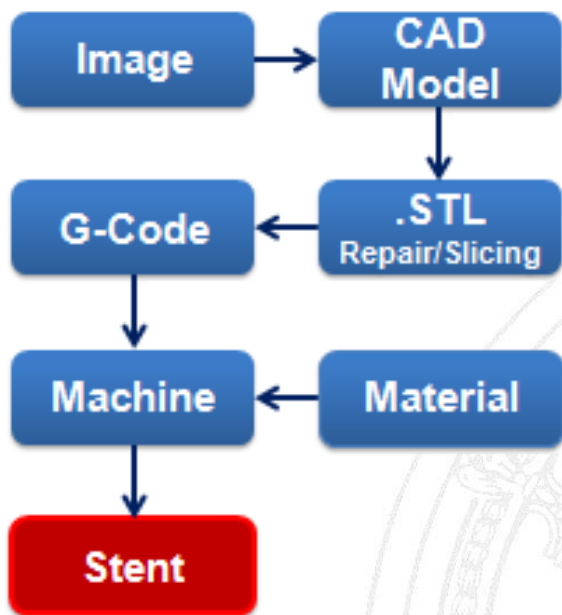 Image
CAD
Model
.STL
Repair/Slicing
G-Code
Machine
Material
Stent